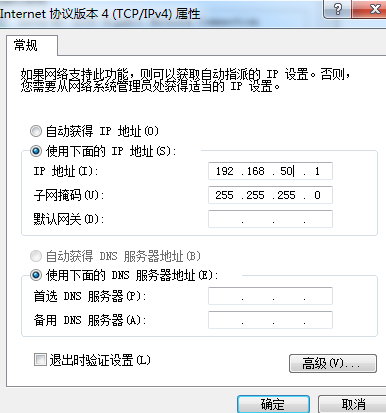 Internet 协议版本 4 (TCP/IPv4) 属性
?
常规
如果网络支持此功能，则可以获取自动指派的 IP 设置。否则，
您需要从网络系统管理员处获得适当的 IP 设置。
自动获得 IP 地址(O)
使用下面的 IP 地址(S):
IP 地址(I): 192 .168 . 50 . 1
子网掩码(U): 255 .255 .255 . 0
默认网关(D): . . .
自动获得 DNS 服务器地址(B)
使用下面的 DNS 服务器地址(E):
首选 DNS 服务器(P): . . .
备用 DNS 服务器(A): . . .
退出时验证设置(L)
高级(V)...
确定 取消